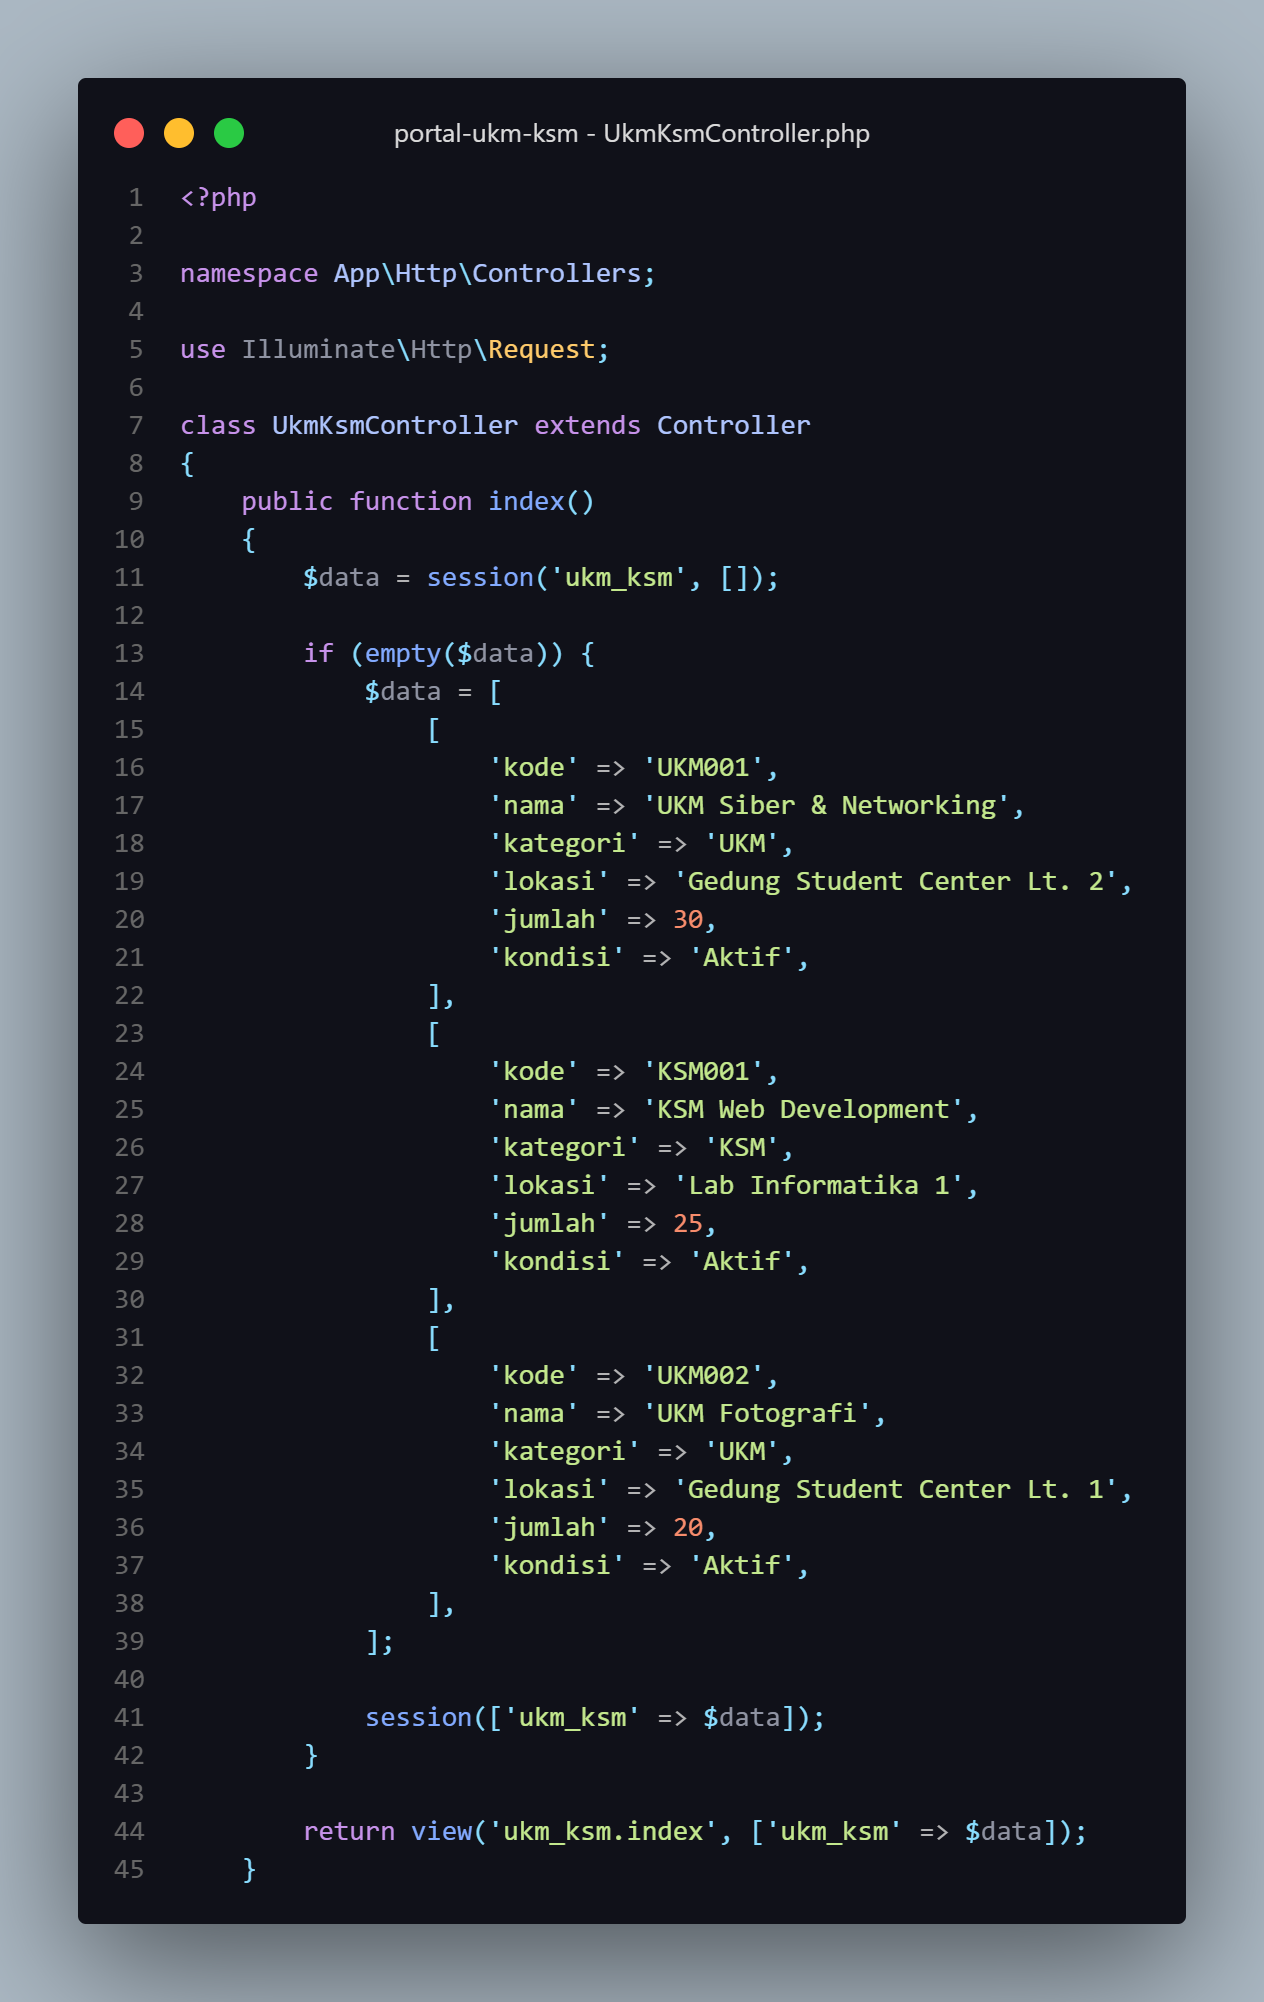 portal-ukm-ksm - UkmKsmController.php
1 <?php
2
3 namespace App\Http\Controllers;
4
5 use Illuminate\Http\Request;
6
7 class UkmKsmController extends Controller
8 {
9     public function index()
10     {
11         $data = session('ukm_ksm', []);
12
13         if (empty($data)) {
14             $data = [
15                 [
16                     'kode' => 'UKM001',
17                     'nama' => 'UKM Siber & Networking',
18                     'kategori' => 'UKM',
19                     'lokasi' => 'Gedung Student Center Lt. 2',
20                     'jumlah' => 30,
21                     'kondisi' => 'Aktif',
22                 ],
23                 [
24                     'kode' => 'KSM001',
25                     'nama' => 'KSM Web Development',
26                     'kategori' => 'KSM',
27                     'lokasi' => 'Lab Informatika 1',
28                     'jumlah' => 25,
29                     'kondisi' => 'Aktif',
30                 ],
31                 [
32                     'kode' => 'UKM002',
33                     'nama' => 'UKM Fotografi',
34                     'kategori' => 'UKM',
35                     'lokasi' => 'Gedung Student Center Lt. 1',
36                     'jumlah' => 20,
37                     'kondisi' => 'Aktif',
38                 ],
39             ];
40
41             session(['ukm_ksm' => $data]);
42         }
43
44         return view('ukm_ksm.index', ['ukm_ksm' => $data]);
45     }